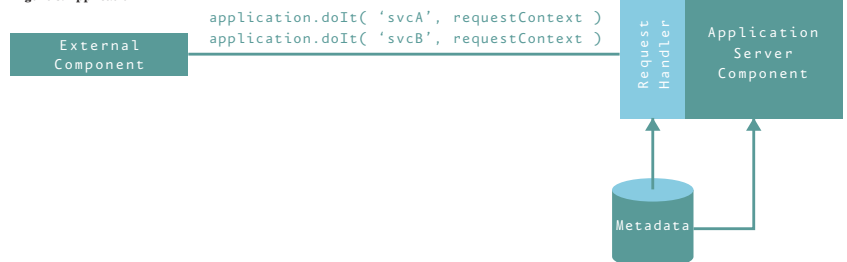 application.doIt( ‘svcA’, requestContext )
application.doIt( ‘svcB’, requestContext )
External
Component
Request
Handler
Application
Server
Component
Metadata